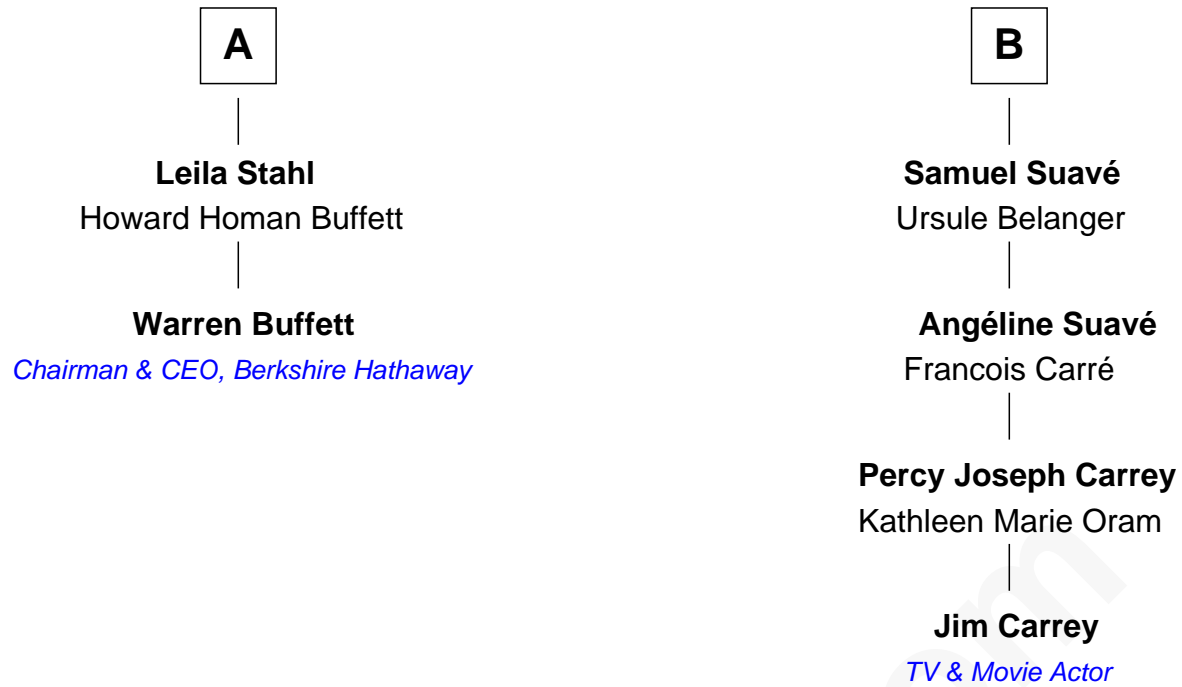 A
Leila Stahl
Howard Homan Buffett
Warren Buffett
Chairman & CEO, Berkshire Hathaway
B
Samuel Suavé
Ursule Belanger
Angéline Suavé
Francois Carré
Percy Joseph Carrey
Kathleen Marie Oram
Jim Carrey
TV & Movie Actor